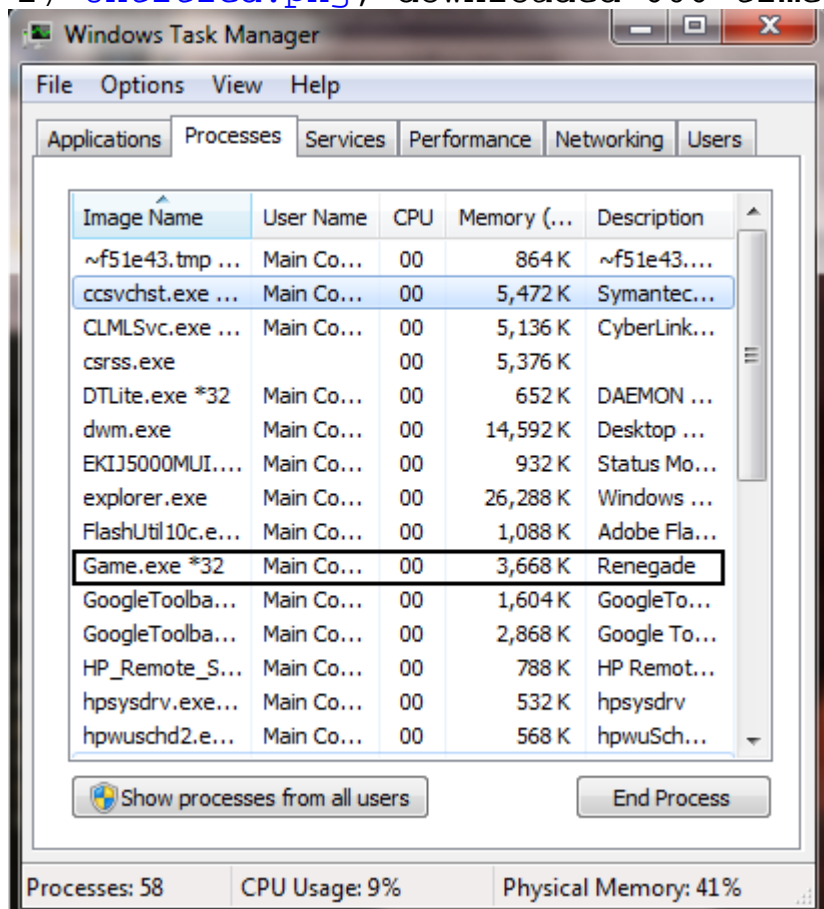 Windows Task Manager
File Options View Help
Applications Processes Services Performance Networking Users
Image Name User Name CPU Memory (... Description
~f51e43.tmp ... Main Co... 00 864 K ~f51e43....
ccsvchst.exe ... Main Co... 00 5,472 K Symantec...
CLMLSvc.exe ... Main Co... 00 5,136 K CyberLink...
csrss.exe 00 5,376 K
DTLite.exe *32 Main Co... 00 652 K DAEMON ...
dwm.exe Main Co... 00 14,592 K Desktop ...
EKIJ5000MUI.... Main Co... 00 932 K Status Mo...
explorer.exe Main Co... 00 26,288 K Windows ...
FlashUtil10c.e... Main Co... 00 1,088 K Adobe Fla...
Game.exe *32 Main Co... 00 3,668 K Renegade
GoogleToolba... Main Co... 00 1,604 K GoogleTo...
GoogleToolba... Main Co... 00 2,868 K Google To...
HP_Remote_S... Main Co... 00 788 K HP Remot...
hpsysdrv.exe... Main Co... 00 532 K hpsysdrv
hpwuschd2.e... Main Co... 00 568 K hpwuSch...
Show processes from all users End Process
Processes: 58 CPU Usage: 9% Physical Memory: 41%